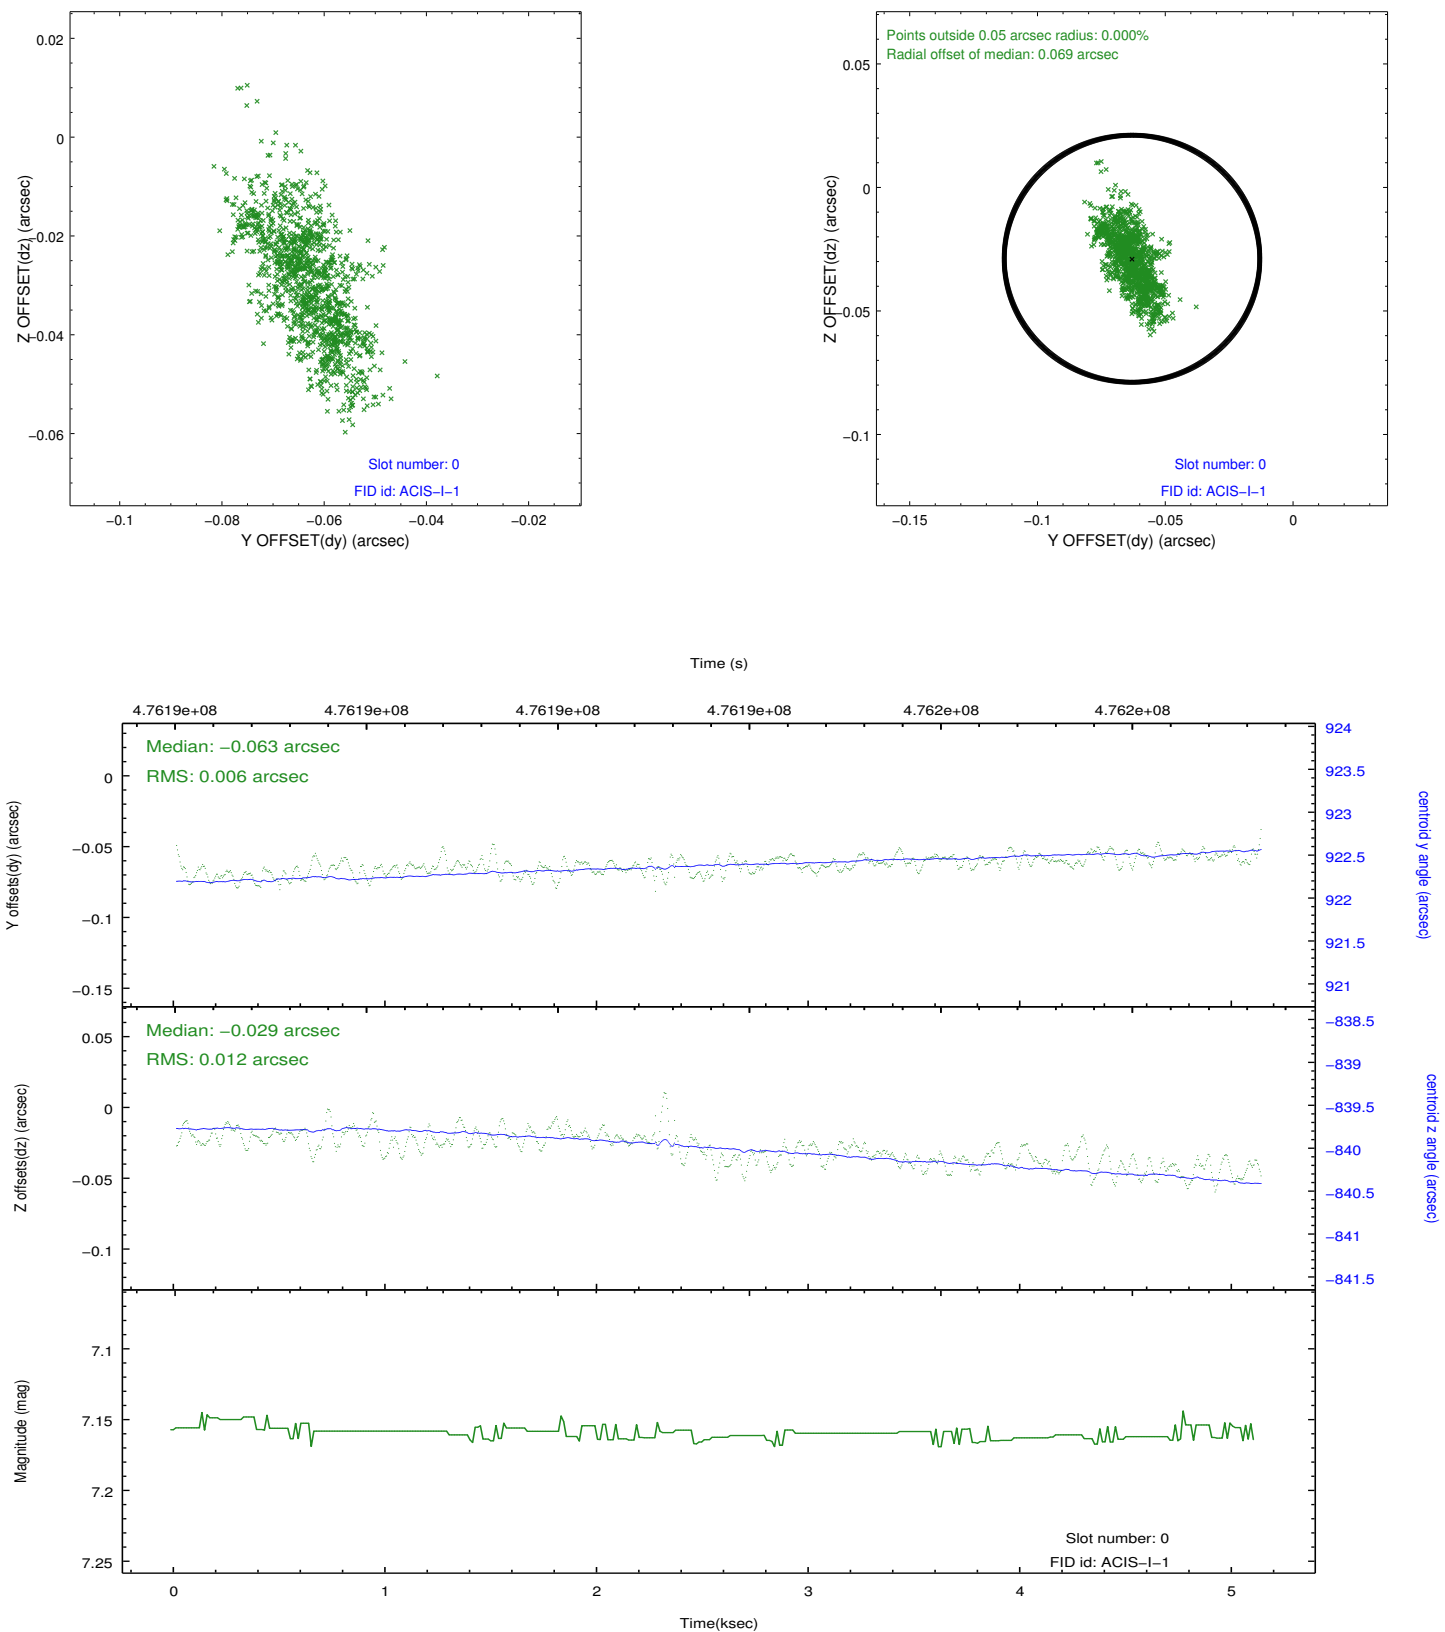 0.02
0
−0.02
−0.04
−0.06
Z OFFSET(dz) (arcsec)
Slot number: 0
FID id: ACIS−I−1
−0.1
−0.08
−0.06
−0.04
−0.02
Y OFFSET(dy) (arcsec)
Points outside 0.05 arcsec radius: 0.000%
Radial offset of median: 0.069 arcsec
0.05
0
−0.05
−0.1
Z OFFSET(dz) (arcsec)
Slot number: 0
FID id: ACIS−I−1
−0.15
−0.1
−0.05
0
Y OFFSET(dy) (arcsec)
Time (s)
4.7619e+08
4.7619e+08
4.7619e+08
4.7619e+08
4.762e+08
4.762e+08
Median: −0.063 arcsec
RMS: 0.006 arcsec
0
−0.05
−0.1
−0.15
Y offsets(dy) (arcsec)
924
923.5
923
922.5
922
921.5
921
centroid y angle (arcsec)
Median: −0.029 arcsec
RMS: 0.012 arcsec
0.05
0
−0.05
−0.1
Z offsets(dz) (arcsec)
−838.5
−839
−839.5
−840
−840.5
−841
−841.5
centroid z angle (arcsec)
7.1
7.15
7.2
7.25
Magnitude (mag)
Slot number: 0
FID id: ACIS−I−1
0
1
2
3
4
5
Time(ksec)